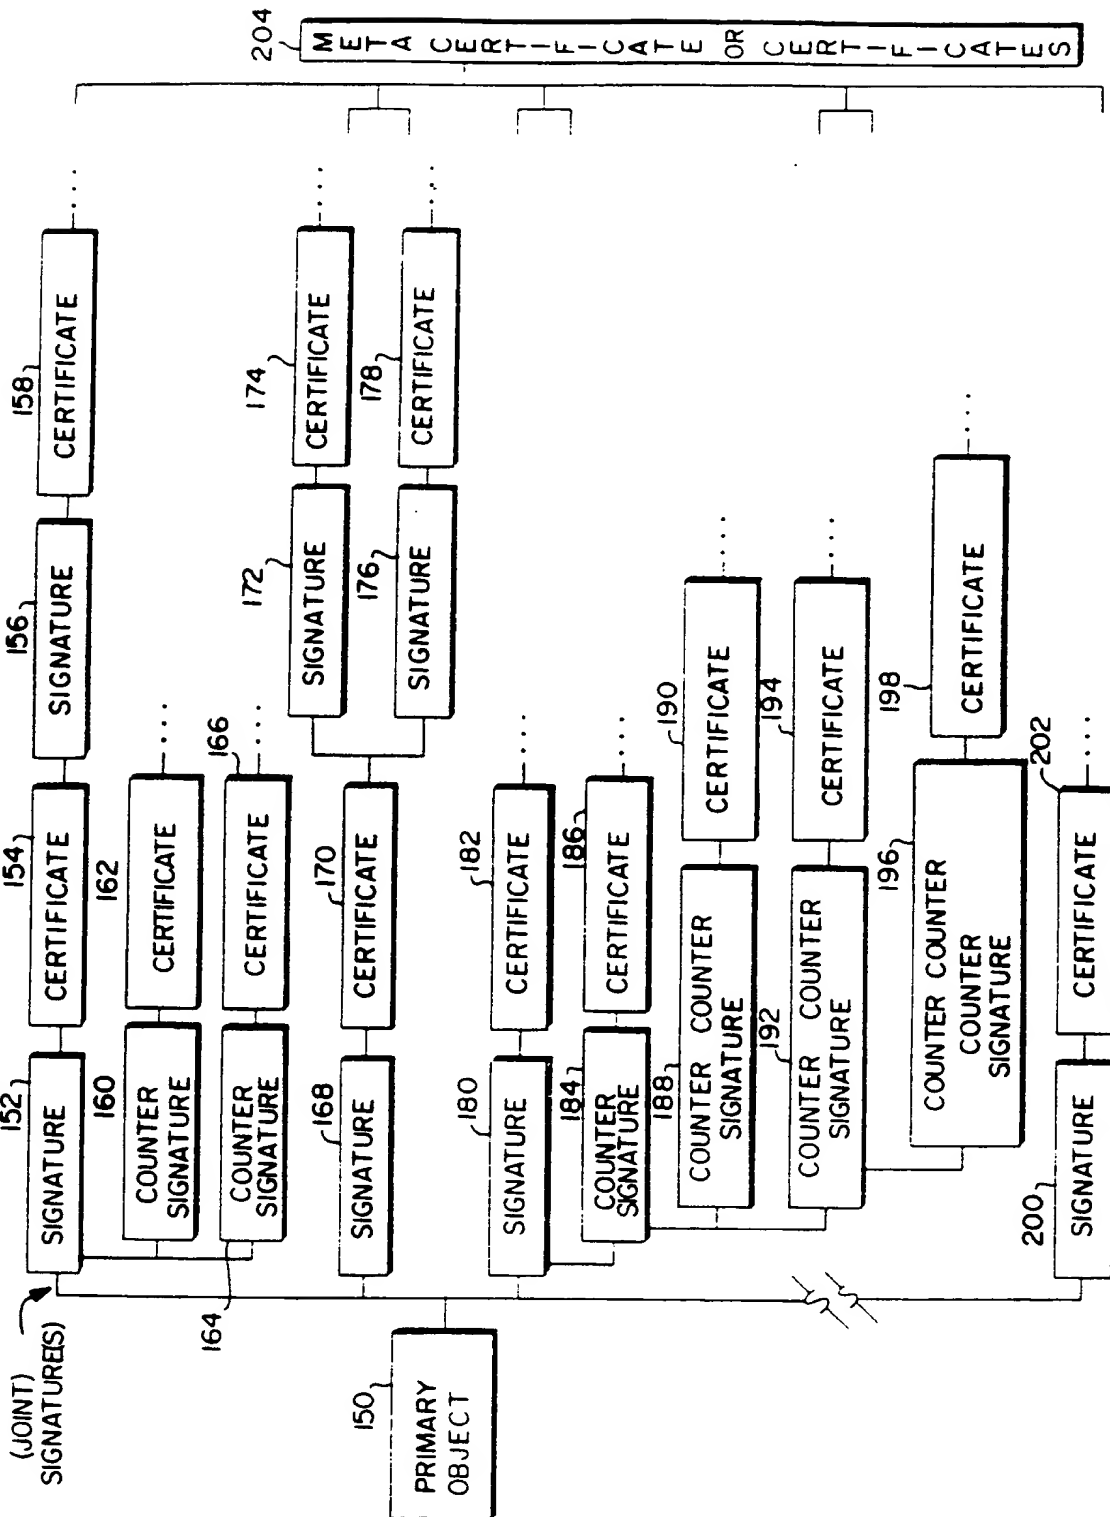 (JOINT)
SIGNATURE(S)
150
PRIMARY
OBJECT
152
SIGNATURE
154
CERTIFICATE
156
SIGNATURE
158
CERTIFICATE
....
160
COUNTER
SIGNATURE
162
CERTIFICATE
....
164
COUNTER
SIGNATURE
166
CERTIFICATE
....
168
SIGNATURE
170
CERTIFICATE
172
SIGNATURE
174
CERTIFICATE
....
176
SIGNATURE
178
CERTIFICATE
....
180
SIGNATURE
182
CERTIFICATE
....
184
COUNTER
SIGNATURE
186
CERTIFICATE
....
188
COUNTER COUNTER
SIGNATURE
190
CERTIFICATE
....
192
COUNTER COUNTER
SIGNATURE
194
CERTIFICATE
....
196
COUNTER COUNTER
COUNTER
SIGNATURE
198
CERTIFICATE
....
200
SIGNATURE
202
CERTIFICATE
....
204
META CERTIFICATE OR CERTIFICATES